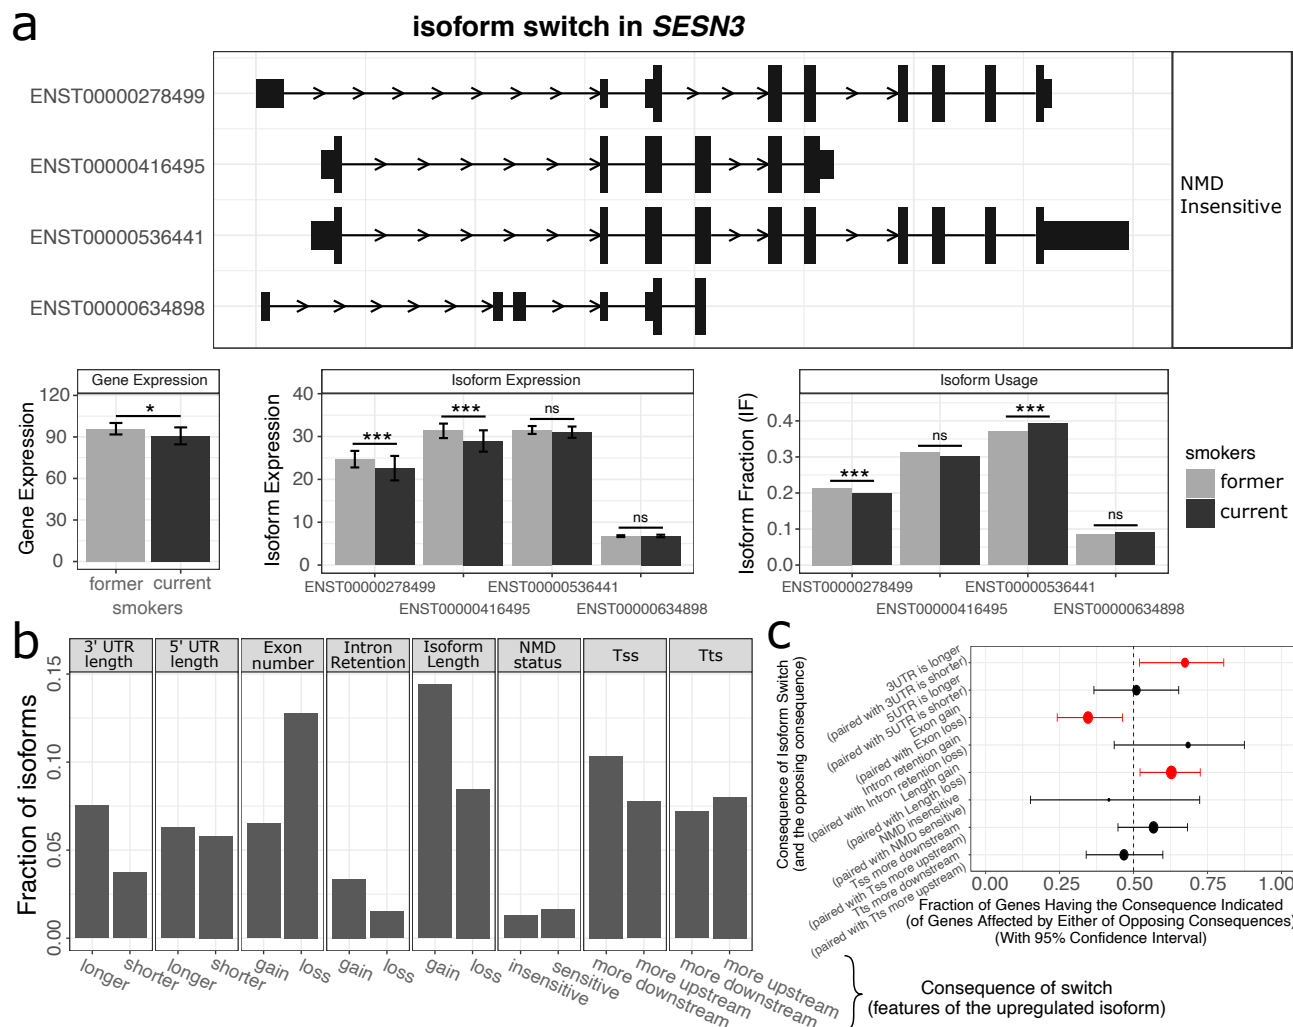 a
isoform switch in SESN3
ENST00000278499
ENST00000416495
ENST00000536441
ENST00000634898
NMD
Insensitive
Gene Expression
Gene Expression
120
90
60
30
0
*
former
current
smokers
Isoform Expression
Isoform Expression
40
30
20
10
0
***
***
ns
ns
ENST00000278499
ENST00000536441
ENST00000416495
ENST00000634898
Isoform Usage
Isoform Fraction (IF)
0.4
0.3
0.2
0.1
0.0
***
ns
***
ns
ENST00000278499
ENST00000536441
ENST00000416495
ENST00000634898
smokers
former
current
b
Fraction of isoforms
0.15
0.10
0.05
0.00
3' UTR
length
5' UTR
length
Exon
number
Intron
Retention
Isoform
Length
NMD
status
Tss
Tts
longer
shorter
longer
shorter
gain
loss
gain
loss
gain
loss
insensitive
sensitive
more downstream
more upstream
more downstream
more upstream
Consequence of switch
(features of the upregulated isoform)
c
Consequence of Isoform Switch
(and the opposing consequence)
3UTR is longer
(paired with 3UTR is shorter)
5UTR is longer
(paired with 5UTR is shorter)
Exon gain
(paired with Exon loss)
Intron retention gain
(paired with Intron retention loss)
Length gain
(paired with Length loss)
NMD insensitive
(paired with NMD sensitive)
Tss more downstream
(paired with Tss more upstream)
Tts more downstream
(paired with Tts more upstream)
0.00
0.25
0.50
0.75
1.00
Fraction of Genes Having the Consequence Indicated
(of Genes Affected by Either of Opposing Consequences)
(With 95% Confidence Interval)